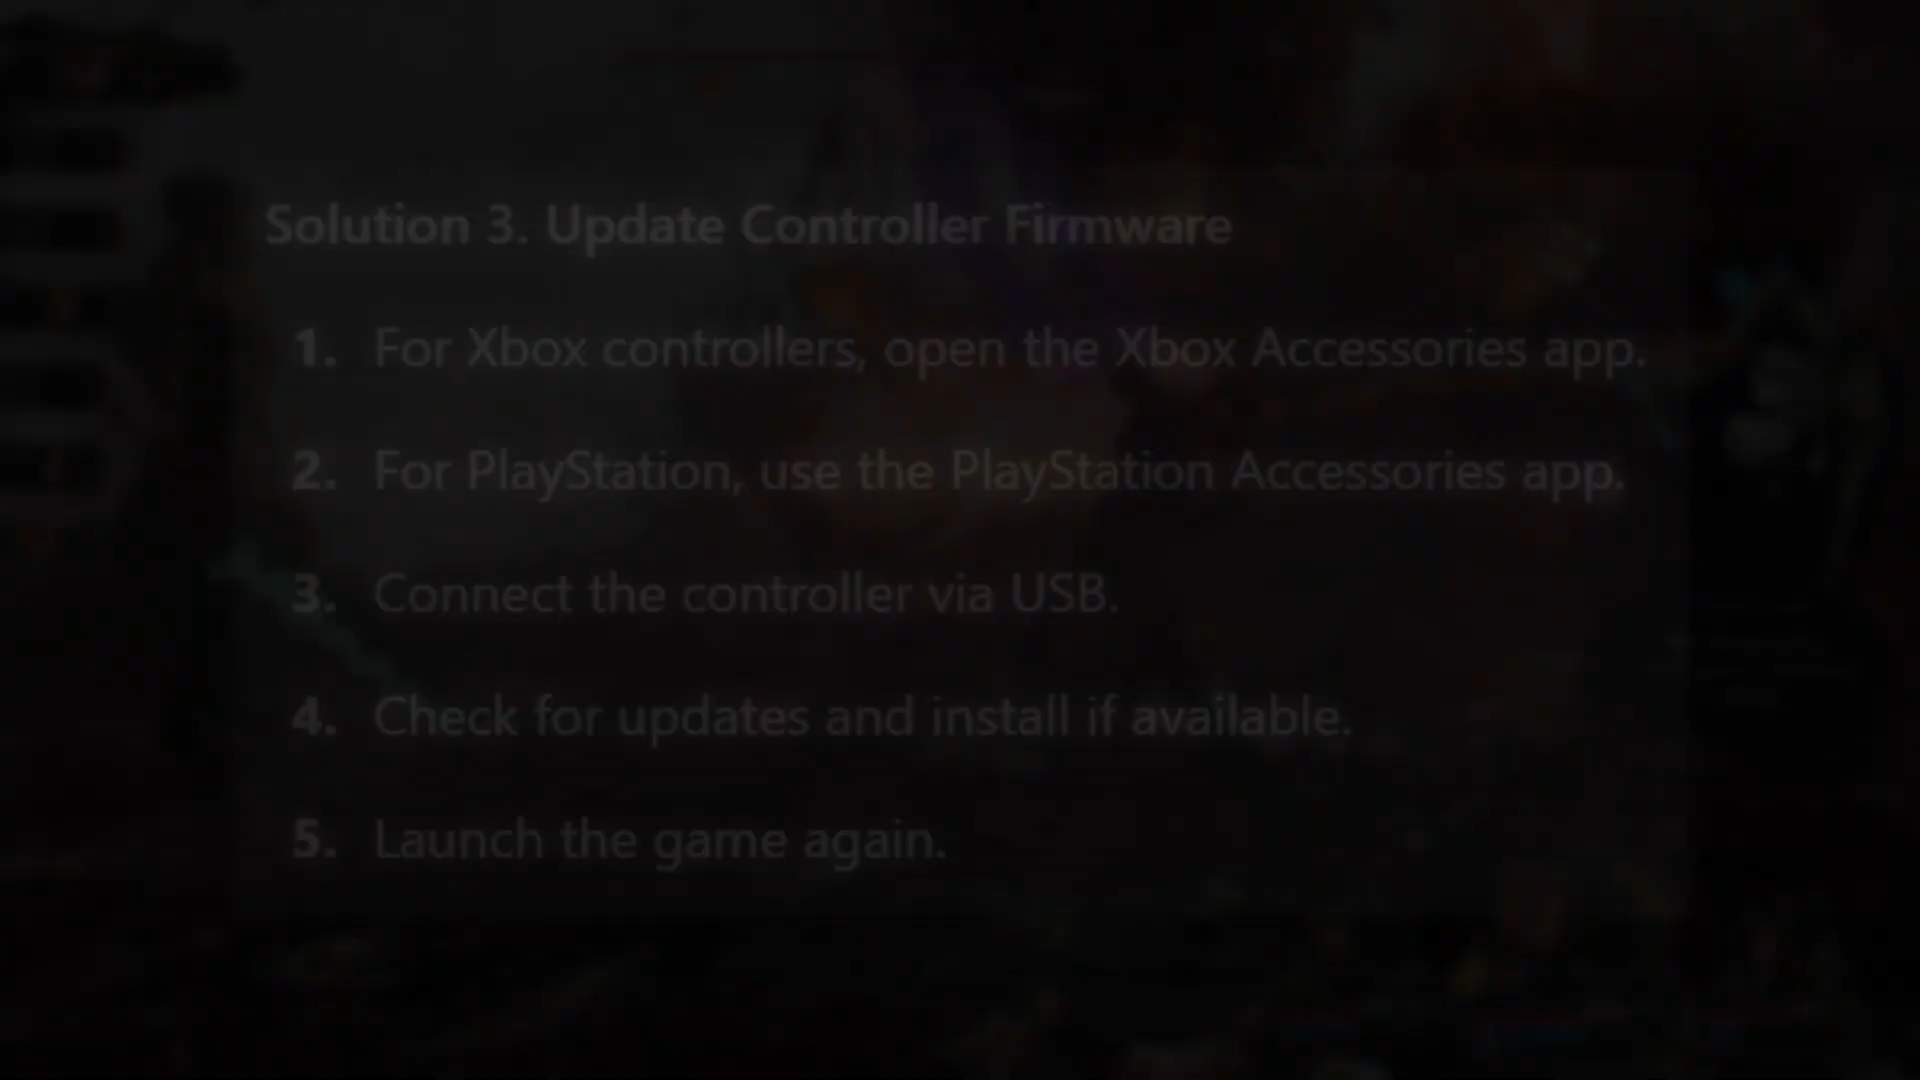 Solution 3. Update Controller Firmware
1. For Xbox controllers, open the Xbox Accessories app.
2. For PlayStation, use the PlayStation Accessories app.
3. Connect the controller via USB.
4. Check for updates and install if available.
5. Launch the game again.